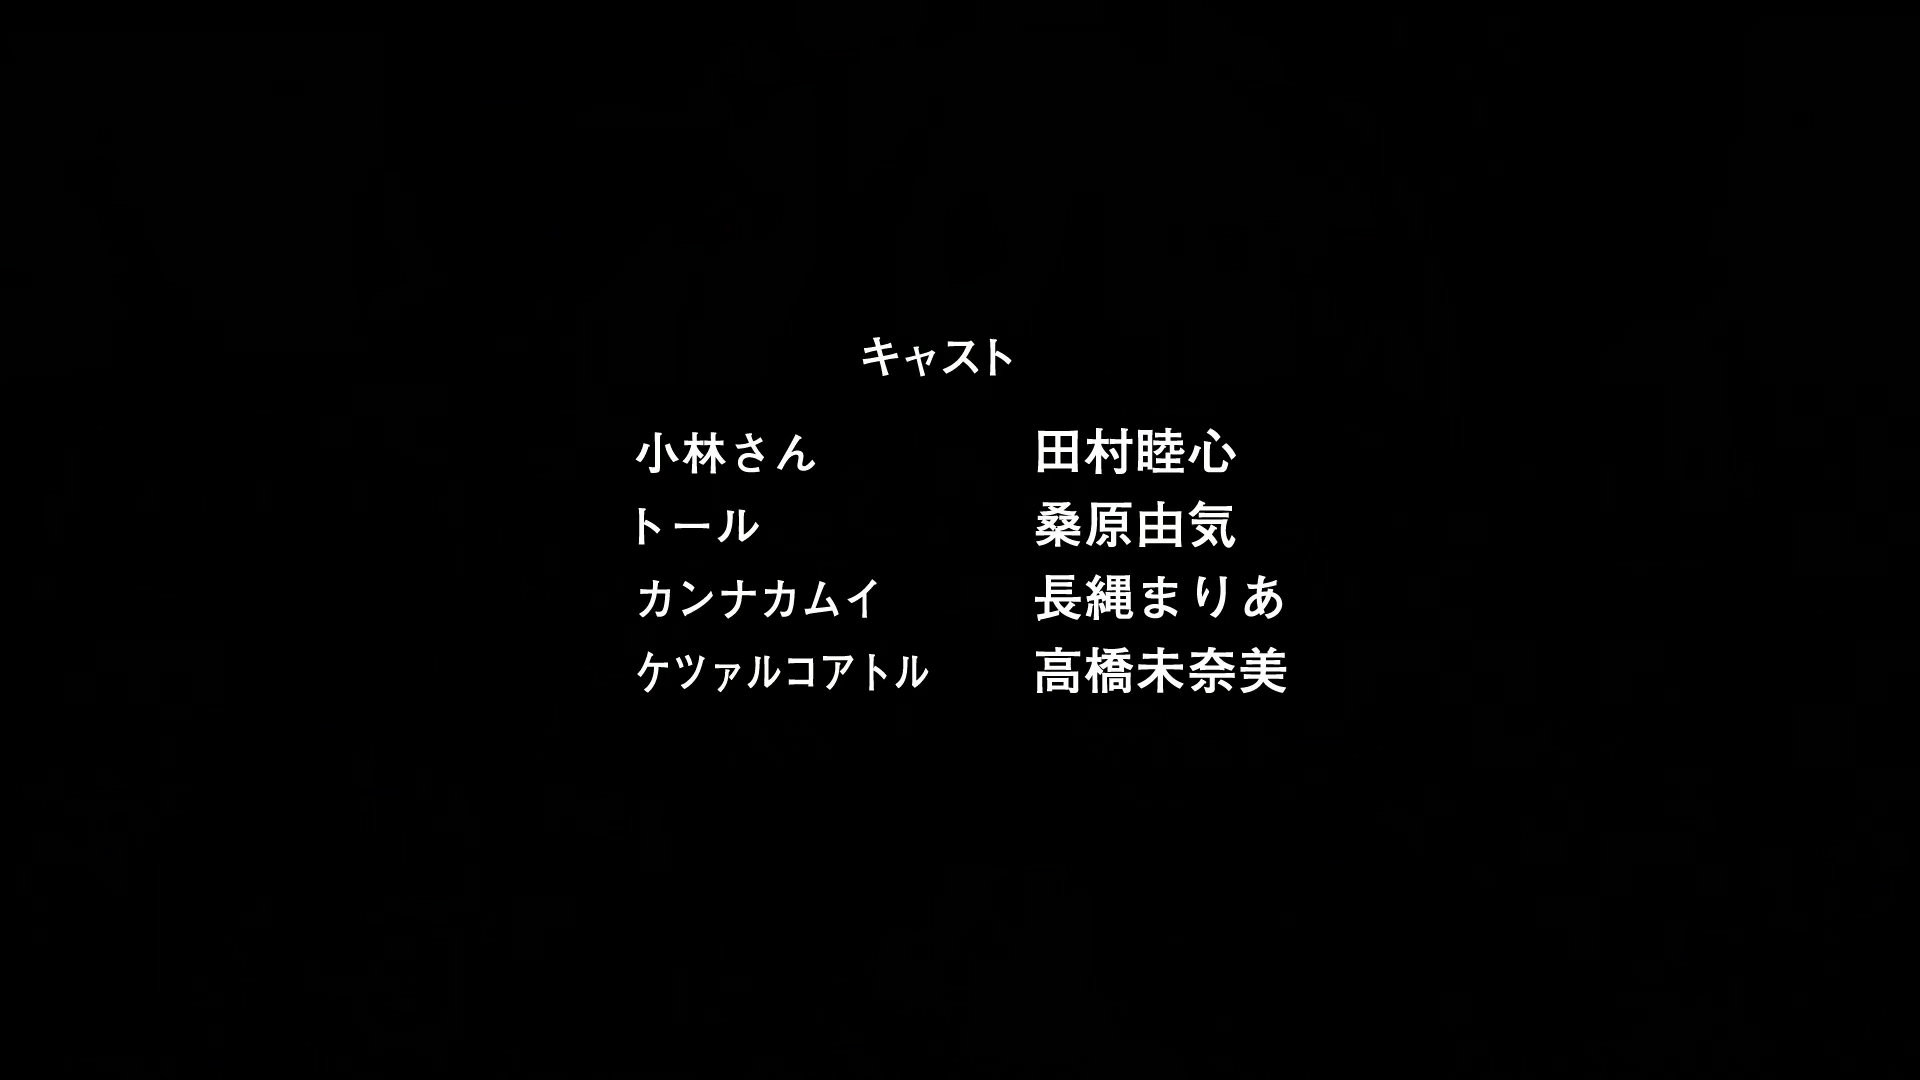 キャスト
小林さん 田村睦心
トール 桑原由気
カンナカムイ 長縄まりあ
ケツァルコアトル 高橋未奈美